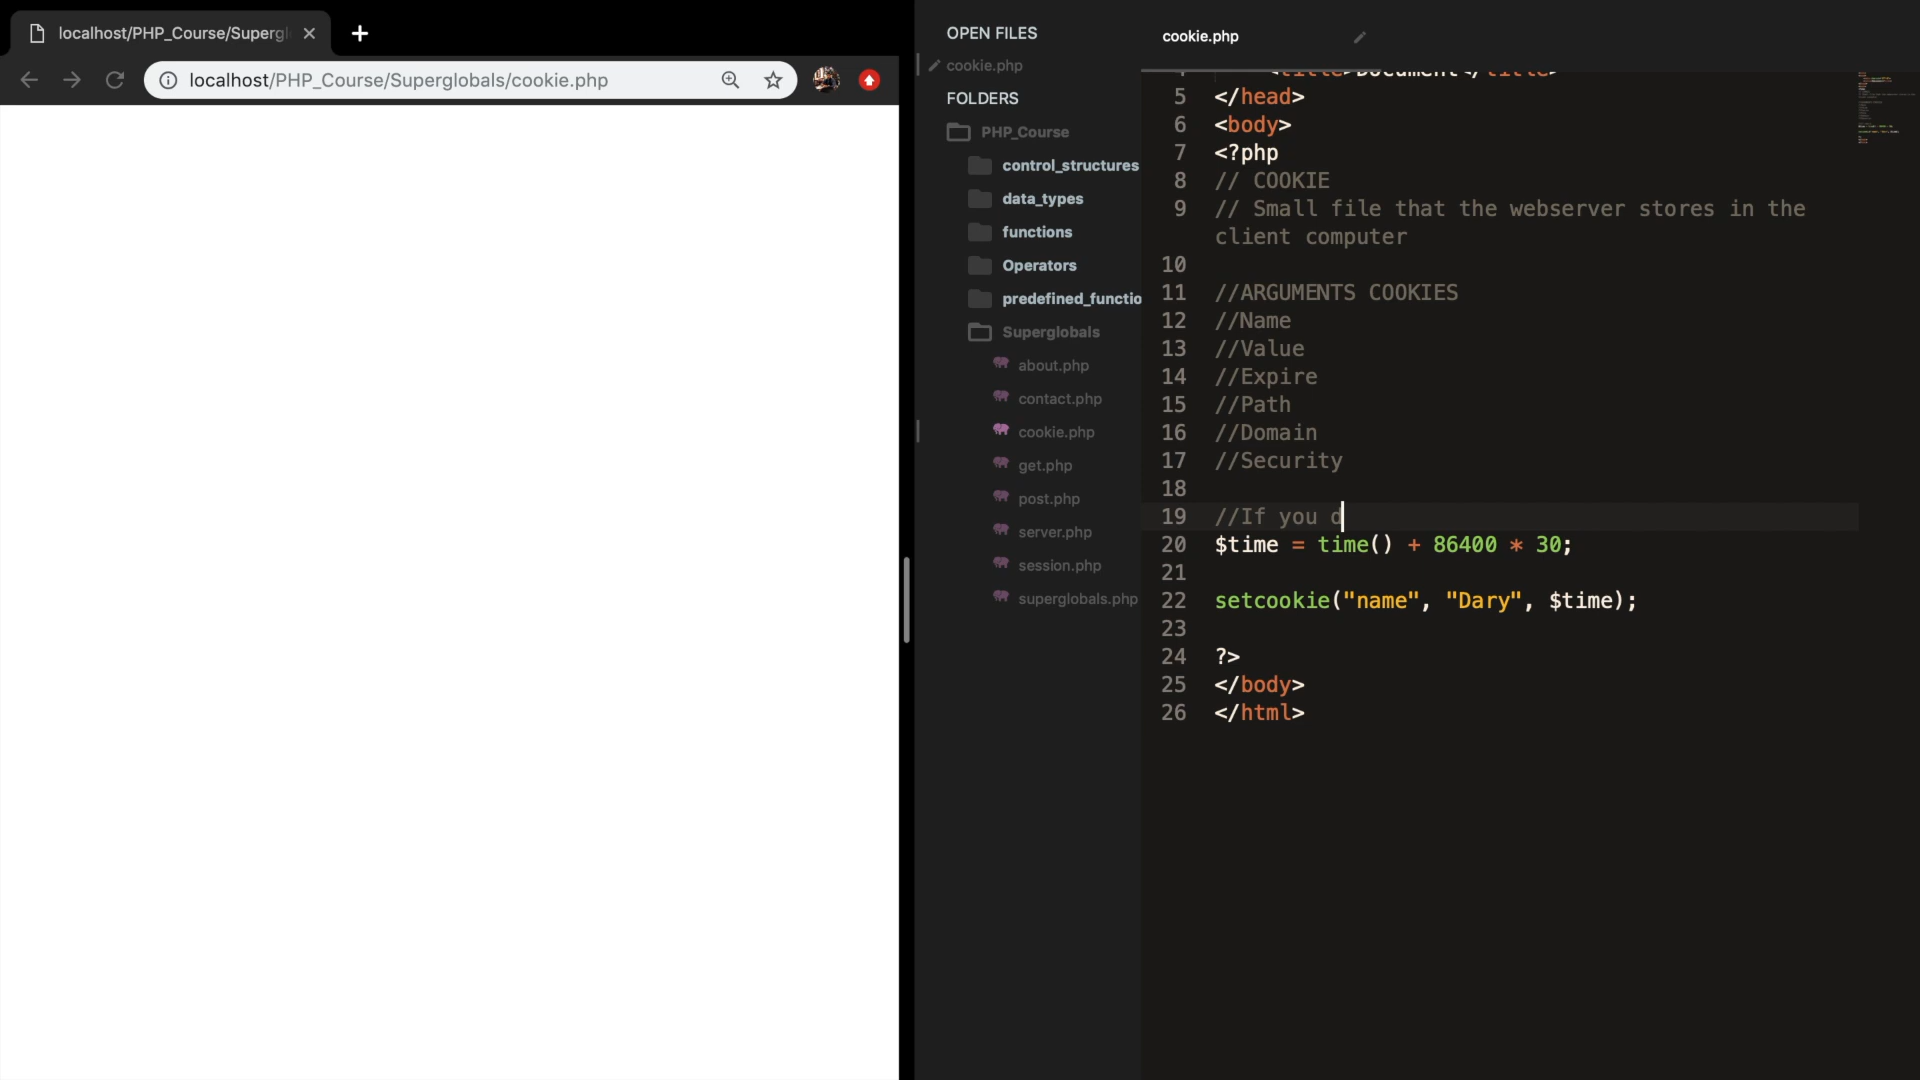 localhost/PHP_Course/Supergl
localhost/PHP_Course/Superglobals/cookie.php
OPEN FILES
cookie.php
FOLDERS
PHP_Course
control_structures
data_types
functions
Operators
predefined_functio
Superglobals
about.php
contact.php
cookie.php
get.php
post.php
server.php
session.php
superglobals.php
cookie.php
4 <title>Document</title>
5 </head>
6 <body>
7 <?php
8 // COOKIE
9 // Small file that the webserver stores in the
client computer
10
11 //ARGUMENTS COOKIES
12 //Name
13 //Value
14 //Expire
15 //Path
16 //Domain
17 //Security
18
19 //If you d
20 $time = time() + 86400 * 30;
21
22 setcookie("name", "Dary", $time);
23
24 ?>
25 </body>
26 </html>